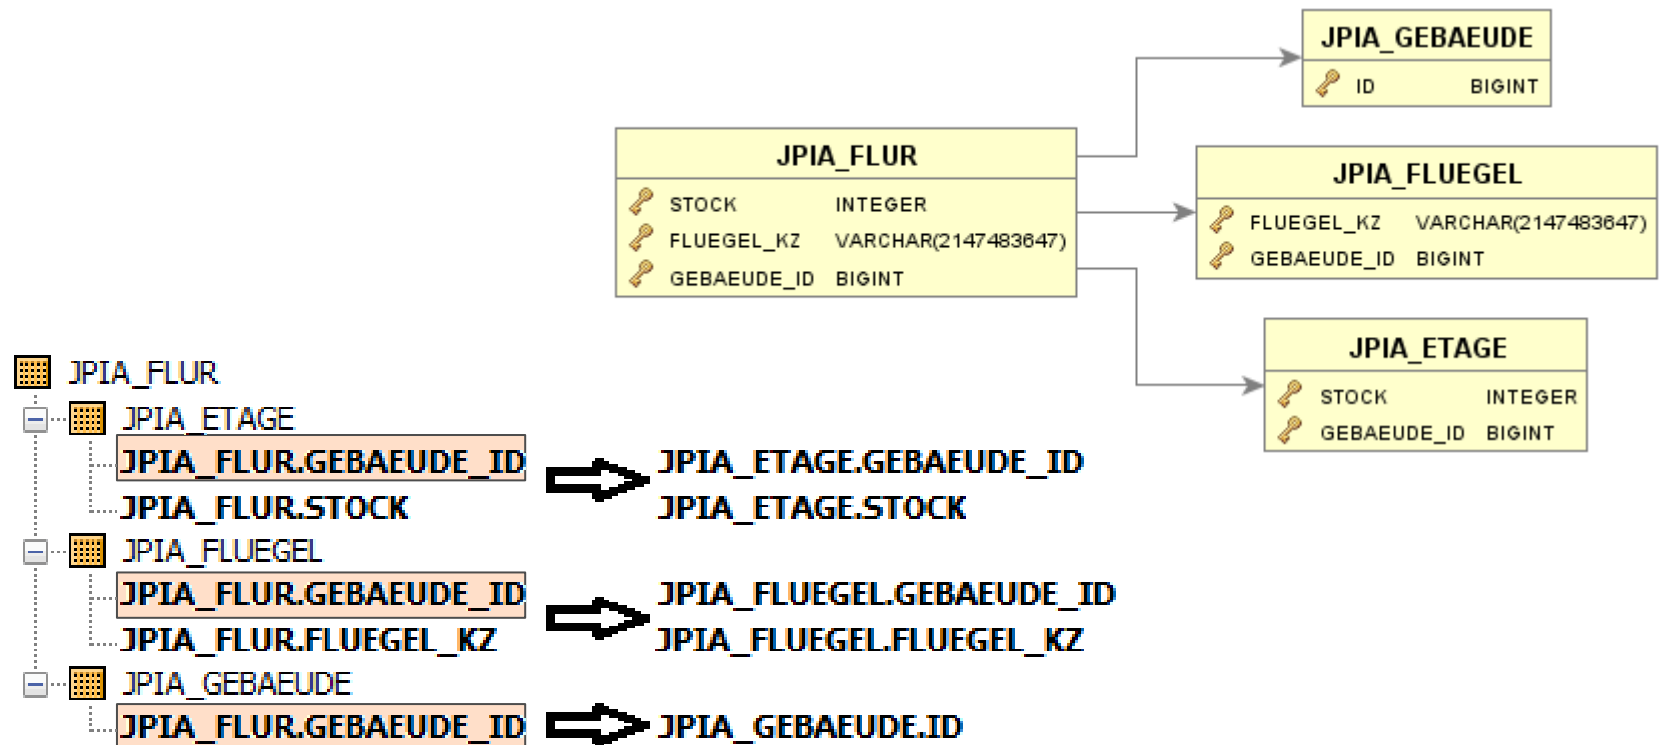 JPIA_GEBAEUDE
ID BIGINT
JPIA_FLUR
STOCK INTEGER
FLUEGEL_KZ VARCHAR(2147483647)
GEBAEUDE_ID BIGINT
JPIA_FLUEGEL
FLUEGEL_KZ VARCHAR(2147483647)
GEBAEUDE_ID BIGINT
JPIA_ETAGE
STOCK INTEGER
GEBAEUDE_ID BIGINT
JPIA_FLUR
JPIA_ETAGE
JPIA_FLUR.GEBAEUDE_ID JPIA_ETAGE.GEBAEUDE_ID
JPIA_FLUR.STOCK JPIA_ETAGE.STOCK
JPIA_FLUEGEL
JPIA_FLUR.GEBAEUDE_ID JPIA_FLUEGEL.GEBAEUDE_ID
JPIA_FLUR.FLUEGEL_KZ JPIA_FLUEGEL.FLUEGEL_KZ
JPIA_GEBAEUDE
JPIA_FLUR.GEBAEUDE_ID JPIA_GEBAEUDE.ID